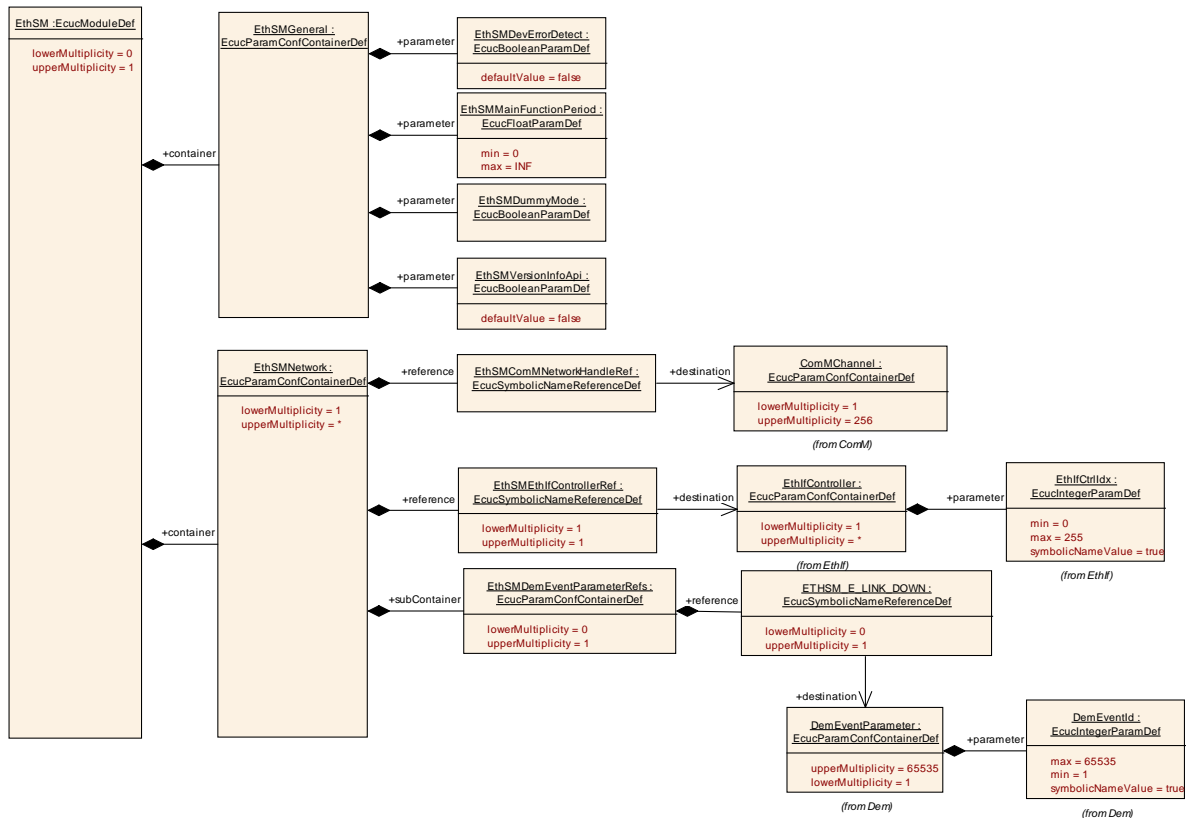 EthSM :EcucModuleDef
lowerMultiplicity = 0
upperMultiplicity = 1
+container
EthSMGeneral :
EcucParamConfContainerDef
+parameter
EthSMDevErrorDetect :
EcucBooleanParamDef
defaultValue = false
+parameter
EthSMMainFunctionPeriod :
EcucFloatParamDef
min = 0
max = INF
+parameter
EthSMDummyMode :
EcucBooleanParamDef
+parameter
EthSMVersionInfoApi :
EcucBooleanParamDef
defaultValue = false
+container
EthSMNetwork :
EcucParamConfContainerDef
lowerMultiplicity = 1
upperMultiplicity = *
+reference
EthSMComMNetworkHandleRef :
EcucSymbolicNameReferenceDef
+destination
ComMChannel :
EcucParamConfContainerDef
lowerMultiplicity = 1
upperMultiplicity = 256
(from ComM)
+reference
EthSMEthIfControllerRef :
EcucSymbolicNameReferenceDef
lowerMultiplicity = 1
upperMultiplicity = 1
+destination
EthIfController :
EcucParamConfContainerDef
lowerMultiplicity = 1
upperMultiplicity = *
(from EthIf)
+parameter
EthIfCtrlIdx :
EcucIntegerParamDef
min = 0
max = 255
symbolicNameValue = true
(from EthIf)
+subContainer
EthSMDemEventParameterRefs :
EcucParamConfContainerDef
lowerMultiplicity = 0
upperMultiplicity = 1
+reference
ETHSM_E_LINK_DOWN :
EcucSymbolicNameReferenceDef
lowerMultiplicity = 0
upperMultiplicity = 1
+destination
DemEventParameter :
EcucParamConfContainerDef
upperMultiplicity = 65535
lowerMultiplicity = 1
(from Dem)
+parameter
DemEventId :
EcucIntegerParamDef
max = 65535
min = 1
symbolicNameValue = true
(from Dem)